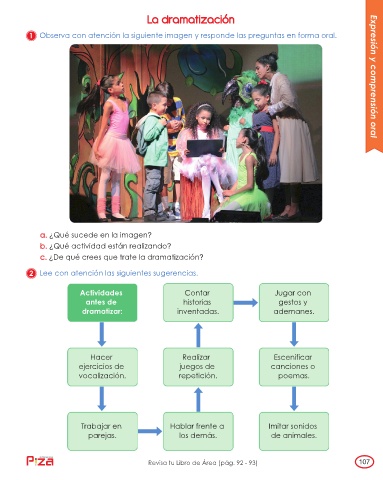 La dramatización
1 Observa con atención la siguiente imagen y responde las preguntas en forma oral.
Expresión y comprensión oral
a. ¿Qué sucede en la imagen?
b. ¿Qué actividad están realizando?
c. ¿De qué crees que trate la dramatización?
2 Lee con atención las siguientes sugerencias.
Actividades
antes de
dramatizar:
Contar
historias
inventadas.
Jugar con
gestos y
ademanes.
Hacer
ejercicios de
vocalización.
Realizar
juegos de
repetición.
Escenificar
canciones o
poemas.
Trabajar en
parejas.
Hablar frente a
los demás.
Imitar sonidos
de animales.
Revisa tu Libro de Área (pág. 92 - 93)
107